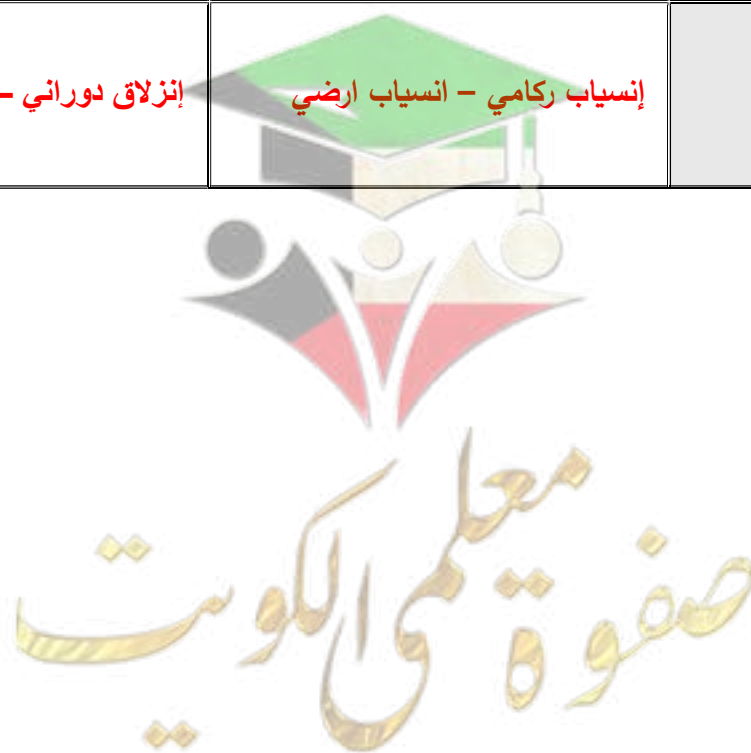 إنسياب ركامي – انسياب ارضي
إنزلاق دوراني –
صفوة معلمي الكويت